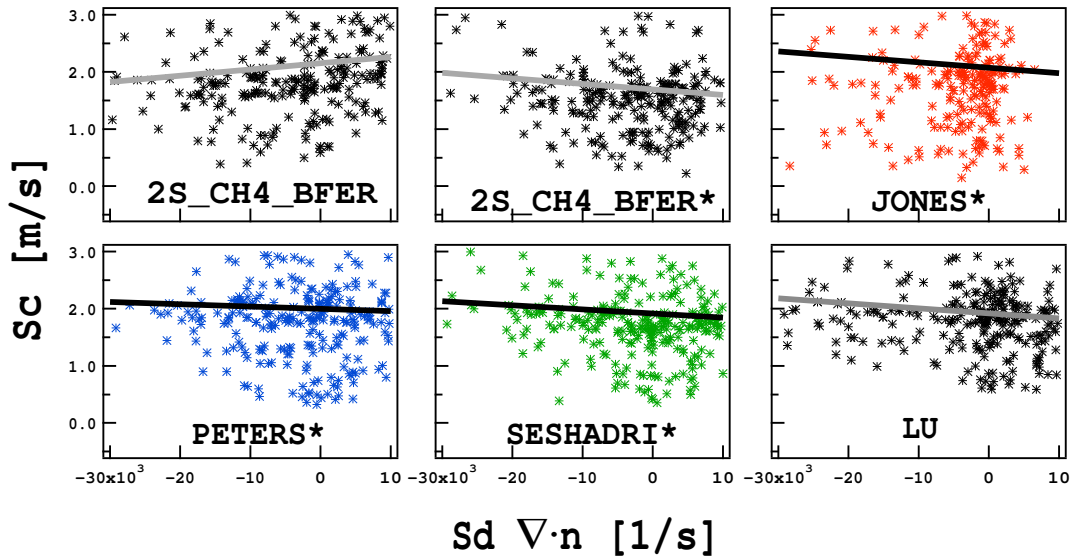 3.0
2.0
1.0
0.0
2S_CH4_BFER
2S_CH4_BFER*
JONES*
Sc [m/s]
3.0
2.0
1.0
0.0
PETERS*
SESHADRI*
LU
-30x10³ -20 -10 0 10
-30x10³ -20 -10 0 10
-30x10³ -20 -10 0 10
Sd ∇·n [1/s]